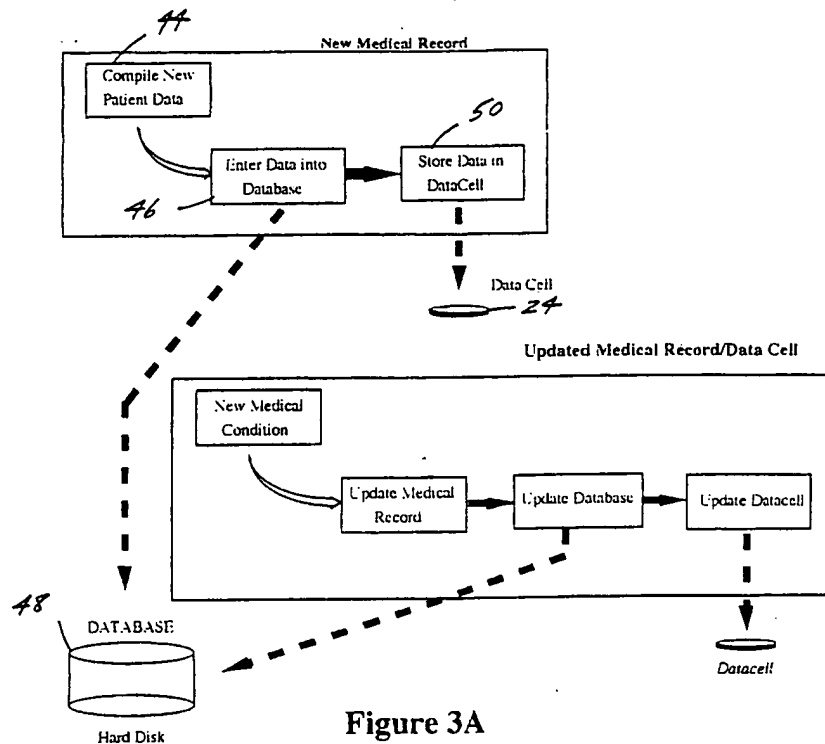 44
New Medical Record
Compile New
Patient Data
50
Enter Data into
Database
Store Data in
DataCell
46
Data Cell
24
Updated Medical Record/Data Cell
New Medical
Condition
Update Medical
Record
Update Database
Update Datacell
48
DATABASE
Hard Disk
Datacell
Figure 3A